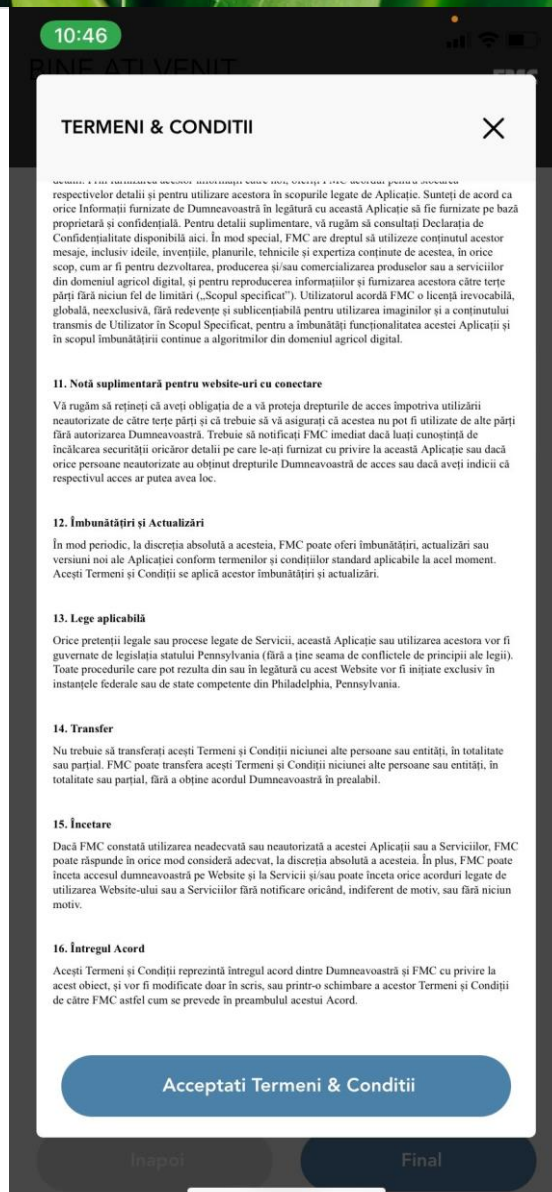 10:46
BINE ATI VENIT
FMC
TERMENI & CONDITII
respectivelor detalii și pentru utilizare acestora în scopurile legate de Aplicație. Sunteți de acord ca
orice Informații furnizate de Dumneavoastră în legătură cu această Aplicație să fie furnizate pe bază
proprietară și confidențială. Pentru detalii suplimentare, vă rugăm să consultați Declarația de
Confidențialitate disponibilă aici. În mod special, FMC are dreptul să utilizeze conținutul acestor
mesaje, inclusiv ideile, invențiile, planurile, tehnicile și expertiza conținute de acestea, în orice
scop, cum ar fi pentru dezvoltarea, producerea și/sau comercializarea produselor sau a serviciilor
din domeniul agricol digital, și pentru reproducerea informațiilor și furnizarea acestora către terțe
părți fără niciun fel de limitări („Scopul specificat"). Utilizatorul acordă FMC o licență irevocabilă,
globală, neexclusivă, fără redevențe și sublicențiabilă pentru utilizarea imaginilor și a conținutului
transmis de Utilizator în Scopul Specificat, pentru a îmbunătăți funcționalitatea acestei Aplicații și
în scopul îmbunătățirii continue a algoritmilor din domeniul agricol digital.
11. Notă suplimentară pentru website-uri cu conectare
Vă rugăm să rețineți că aveți obligația de a vă proteja drepturile de acces împotriva utilizării
neautorizate de către terțe părți și că trebuie să vă asigurați că acestea nu pot fi utilizate de alte părți
fără autorizarea Dumneavoastră. Trebuie să notificați FMC imediat dacă luați cunoștință de
încălcarea securității oricăror detalii pe care le-ați furnizat cu privire la această Aplicație sau dacă
orice persoane neautorizate au obținut drepturile Dumneavoastră de acces sau dacă aveți indicii că
respectivul acces ar putea avea loc.
12. Îmbunătățiri și Actualizări
În mod periodic, la discreția absolută a acesteia, FMC poate oferi îmbunătățiri, actualizări sau
versiuni noi ale Aplicației conform termenilor și condițiilor standard aplicabile la acel moment.
Acești Termeni și Condiții se aplică acestor îmbunătățiri și actualizări.
13. Lege aplicabilă
Orice pretenții legale sau procese legate de Servicii, această Aplicație sau utilizarea acestora vor fi
guvernate de legislația statului Pennsylvania (fără a ține seama de conflictele de principii ale legii).
Toate procedurile care pot rezulta din sau în legătură cu acest Website vor fi inițiate exclusiv în
instanțele federale sau de state competente din Philadelphia, Pennsylvania.
14. Transfer
Nu trebuie să transferați acești Termeni și Condiții niciunei alte persoane sau entități, în totalitate
sau parțial. FMC poate transfera acești Termeni și Condiții niciunei alte persoane sau entități, în
totalitate sau parțial, fără a obține acordul Dumneavoastră în prealabil.
15. Încetare
Dacă FMC constată utilizarea neadecvată sau neautorizată a acestei Aplicații sau a Serviciilor, FMC
poate răspunde în orice mod consideră adecvat, la discreția absolută a acesteia. În plus, FMC poate
înceta accesul dumneavoastră pe Website și la Servicii și/sau poate înceta orice acorduri legate de
utilizarea Website-ului sau a Serviciilor fără notificare oricând, indiferent de motiv, sau fără niciun
motiv.
16. Întregul Acord
Acești Termeni și Condiții reprezintă întregul acord dintre Dumneavoastră și FMC cu privire la
acest obiect, și vor fi modificate doar în scris, sau printr-o schimbare a acestor Termeni și Condiții
de către FMC astfel cum se prevede în preambulul acestui Acord.
Acceptati Termeni & Conditii
Inapoi
Final